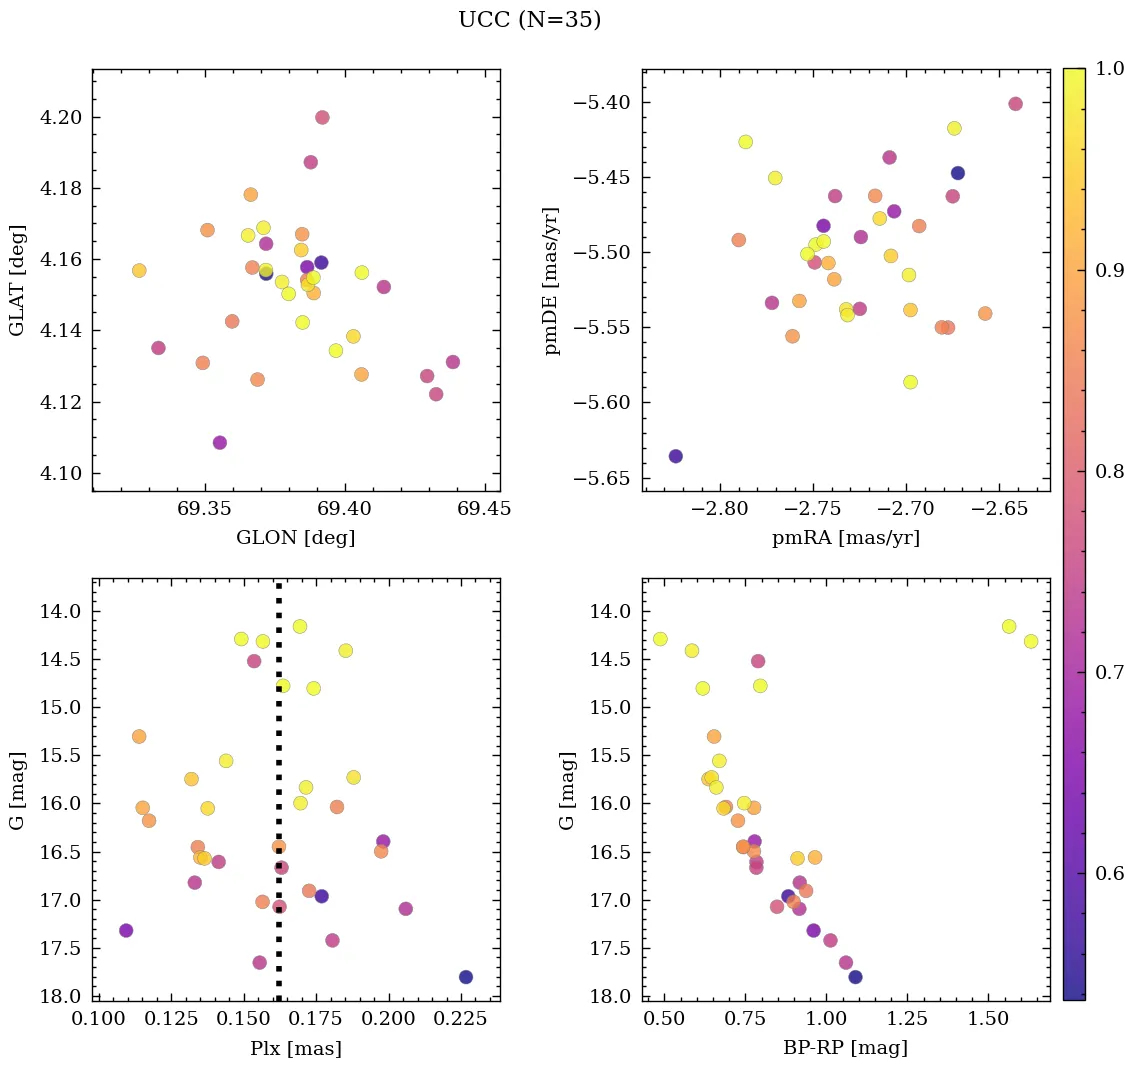 UCC (N=35)
4.20
4.18
4.16
4.14
4.12
4.10
GLAT [deg]
69.35 69.40 69.45
GLON [deg]
−5.40
−5.45
−5.50
−5.55
−5.60
−5.65
pmDE [mas/yr]
−2.80 −2.75 −2.70 −2.65
pmRA [mas/yr]
1.0
0.9
0.8
0.7
0.6
14.0
14.5
15.0
15.5
16.0
16.5
17.0
17.5
18.0
G [mag]
0.100 0.125 0.150 0.175 0.200 0.225
Plx [mas]
14.0
14.5
15.0
15.5
16.0
16.5
17.0
17.5
18.0
G [mag]
0.50 0.75 1.00 1.25 1.50
BP-RP [mag]